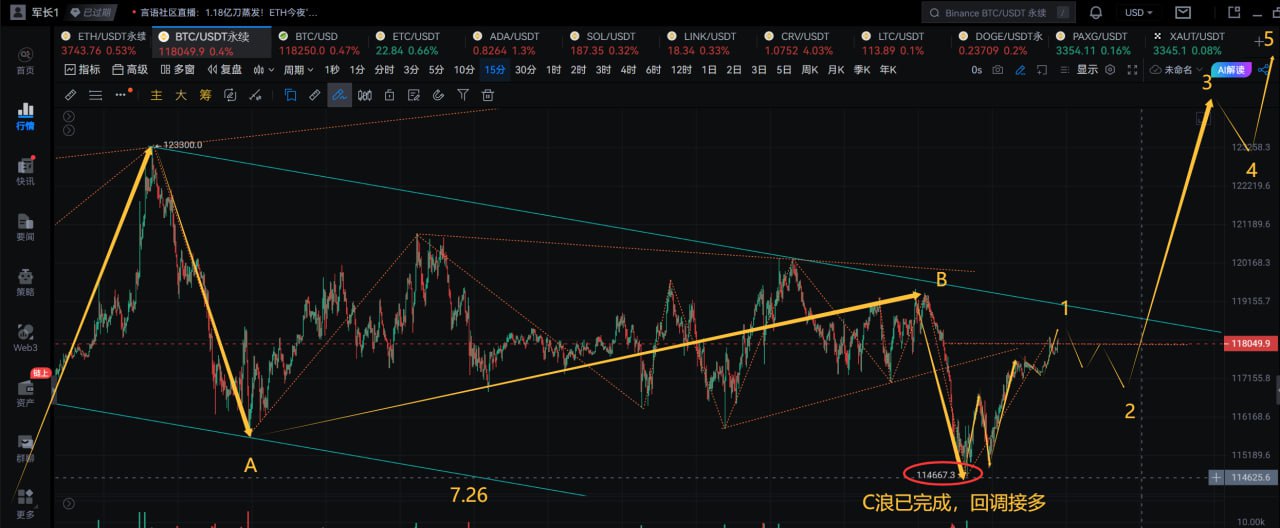 军长1
已过期
言语社区直播：1.18亿刀蒸发！ETH今夜'...
Binance BTC/USDT 永续
/
USD
ETH/USDT永续
3743.76 0.53%
BTC/USDT永续
118049.9 0.4%
BTC/USD
118250.0 0.47%
ETC/USDT
22.84 0.66%
ADA/USDT
0.8264 1.3%
SOL/USDT
187.35 0.32%
LINK/USDT
18.34 0.33%
CRV/USDT
1.0752 4.03%
LTC/USDT
113.89 0.1%
DOGE/USDT永
0.23709 0.2%
PAXG/USDT
3354.11 0.16%
XAUT/USDT
3345.1 0.08%
5
指标 高级 多窗 复盘 周期 1秒 1分 分时 3分 5分 10分 15分 30分 1时 2时 3时 4时 6时 12时 1日 2日 3日 5日 周K 月K 季K 年K 0s 显示 未命名 AI解读
主 大 筹
首页
行情
快讯
要闻
策略
Web3
链上
资产
群聊
更多
3
4
123300.0
B
1
2
A
114667.3
7.26
C浪已完成，回调接多
123258.3
122219.6
121189.6
120168.3
119155.7
118049.9
117155.8
116168.6
115189.6
114625.6
10.00k